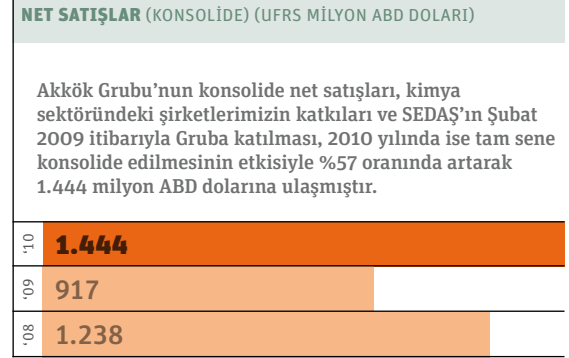 NET SATIŞLAR (KONSOLİDE) (UFRS MİLYON ABD DOLARI)
Akkök Grubu’nun konsolide net satışları, kimya
sektöründeki şirketlerimizin katkıları ve SEDAŞ’ın Şubat
2009 itibarıyla Gruba katılması, 2010 yılında ise tam sene
konsolide edilmesinin etkisiyle %57 oranında artarak
1.444 milyon ABD dolarına ulaşmıştır.
‘10 1.444
‘09 917
‘08 1.238